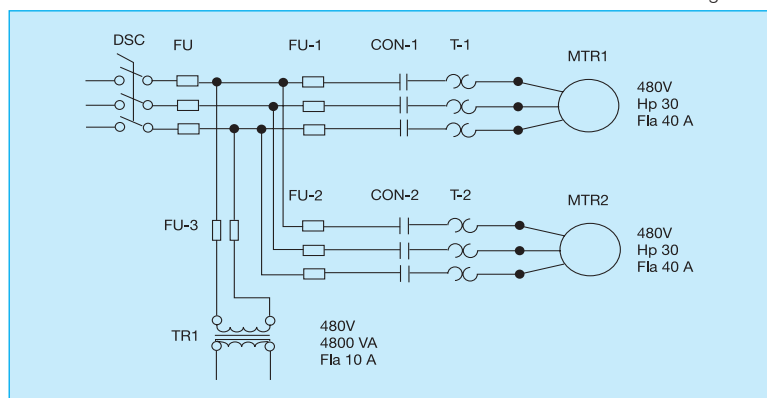 DSC FU FU-1 CON-1 T-1 MTR1
480V
Hp 30
Fla 40 A
FU-2 CON-2 T-2 MTR2
FU-3
480V
Hp 30
Fla 40 A
TR1
480V
4800 VA
Fla 10 A